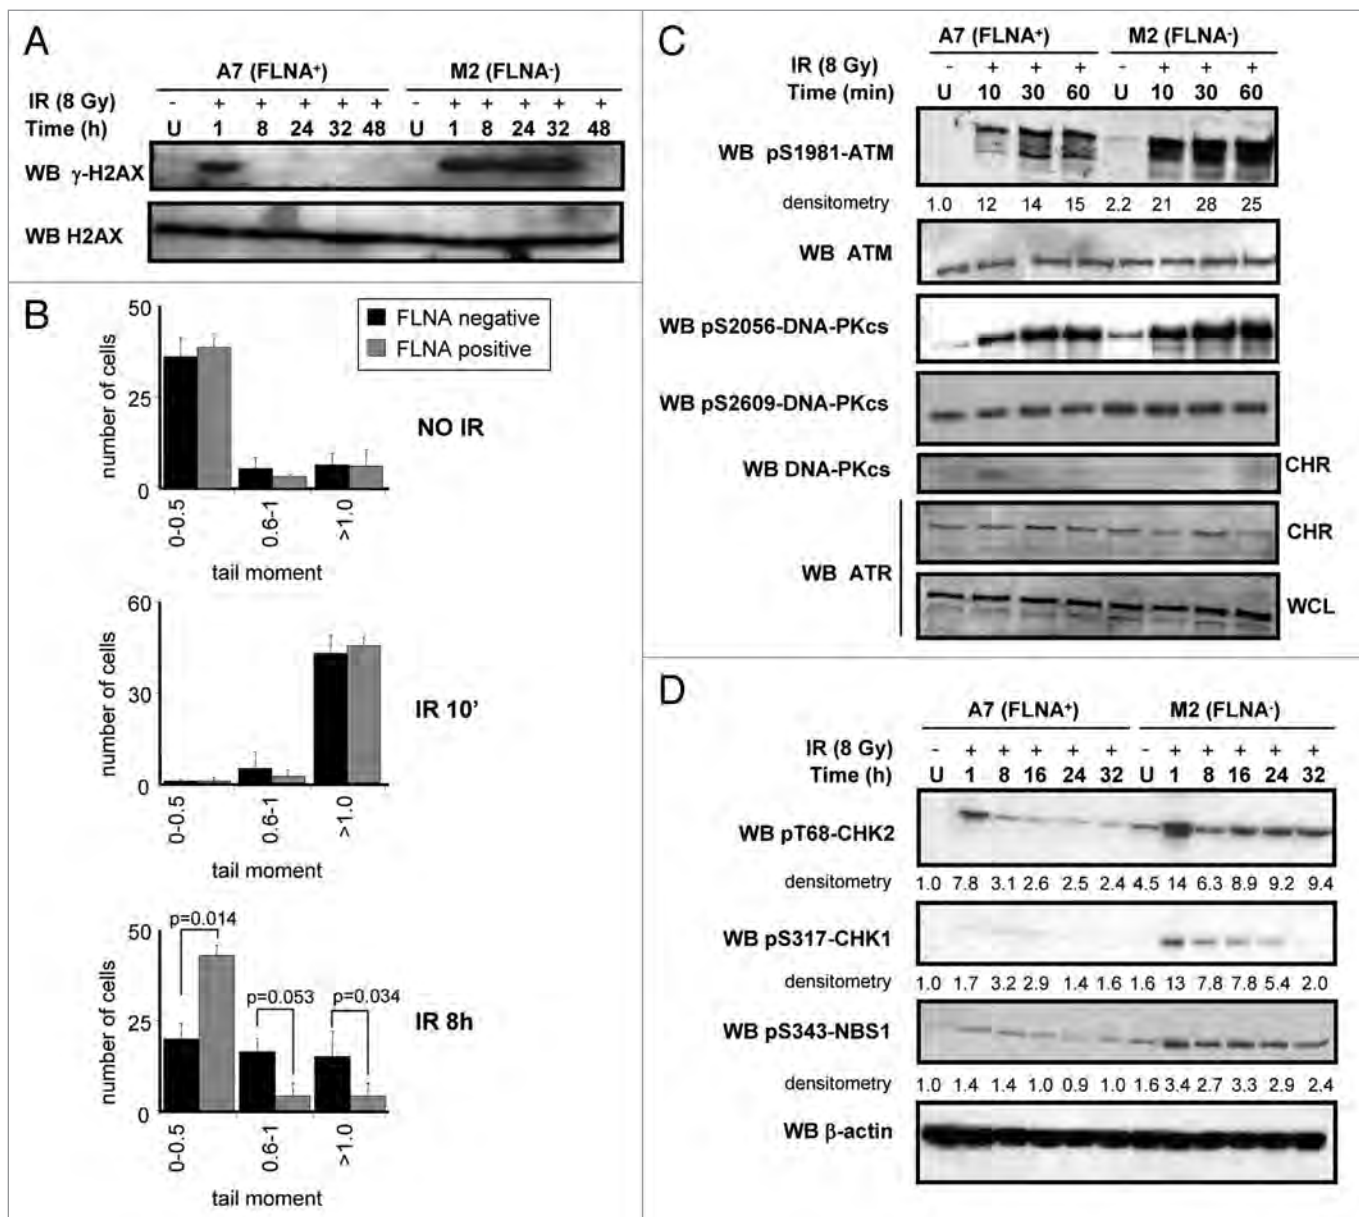 A
A7 (FLNA⁺) M2 (FLNA⁻)
IR (8 Gy) - + + + + + - + + + + +
Time (h) U 1 8 24 32 48 U 1 8 24 32 48
WB γ-H2AX
WB H2AX
B
FLNA negative
FLNA positive
50
25
0
number of cells
NO IR
0-0.5 0.6-1 >1.0
tail moment
60
30
0
number of cells
IR 10'
0-0.5 0.6-1 >1.0
tail moment
50
25
0
number of cells
p=0.014
p=0.053
p=0.034
IR 8h
0-0.5 0.6-1 >1.0
tail moment
C
A7 (FLNA⁺) M2 (FLNA⁻)
IR (8 Gy) - + + + - + + +
Time (min) U 10 30 60 U 10 30 60
WB pS1981-ATM
densitometry 1.0 12 14 15 2.2 21 28 25
WB ATM
WB pS2056-DNA-PKcs
WB pS2609-DNA-PKcs
WB DNA-PKcs CHR
CHR
WB ATR
WCL
D
A7 (FLNA⁺) M2 (FLNA⁻)
IR (8 Gy) - + + + + + - + + + + +
Time (h) U 1 8 16 24 32 U 1 8 16 24 32
WB pT68-CHK2
densitometry 1.0 7.8 3.1 2.6 2.5 2.4 4.5 14 6.3 8.9 9.2 9.4
WB pS317-CHK1
densitometry 1.0 1.7 3.2 2.9 1.4 1.6 1.6 13 7.8 7.8 5.4 2.0
WB pS343-NBS1
densitometry 1.0 1.4 1.4 1.0 0.9 1.0 1.6 3.4 2.7 3.3 2.9 2.4
WB β-actin